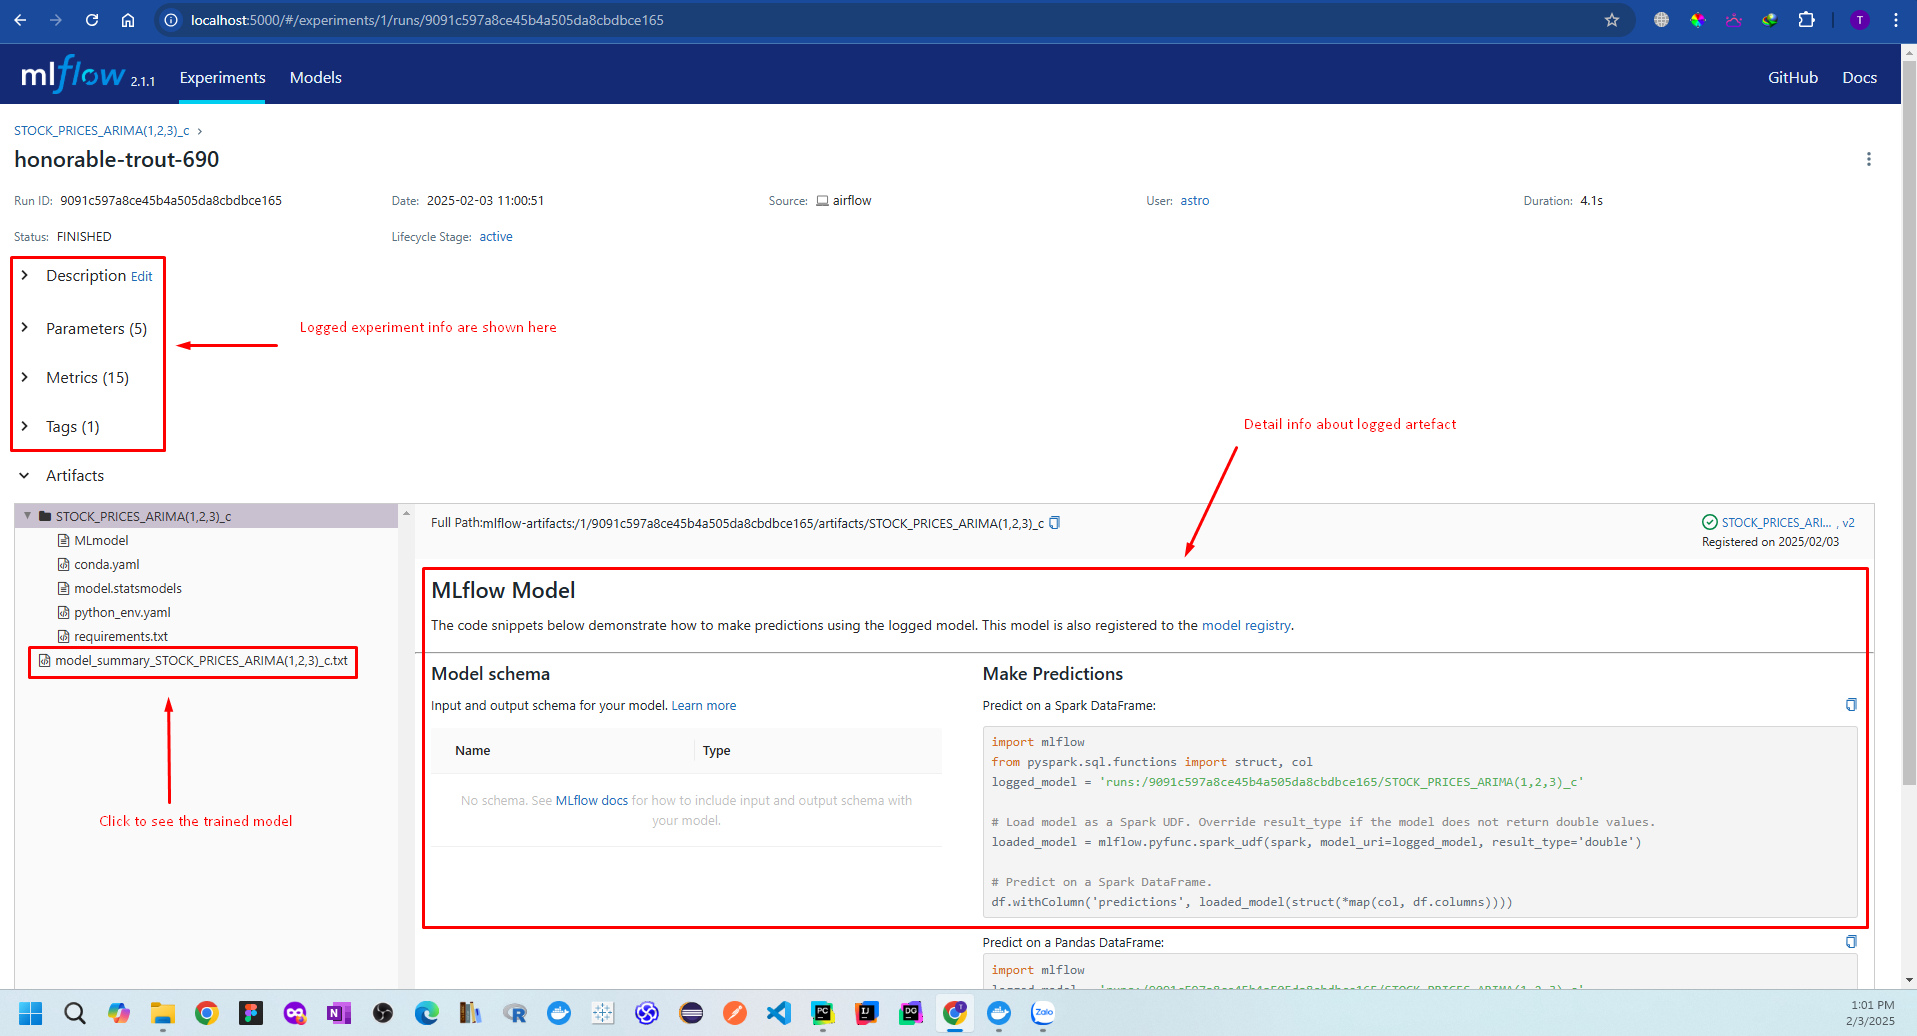 localhost:5000/#/experiments/1/runs/9091c597a8ce45b4a505da8cbdbce165
T
mlflow 2.1.1 Experiments Models GitHub Docs
STOCK_PRICES_ARIMA(1,2,3)_c ›
honorable-trout-690
Run ID: 9091c597a8ce45b4a505da8cbdbce165 Date: 2025-02-03 11:00:51 Source: airflow User: astro Duration: 4.1s
Status: FINISHED Lifecycle Stage: active
Description Edit
Parameters (5)
Logged experiment info are shown here
Metrics (15)
Tags (1)
Detail info about logged artefact
Artifacts
STOCK_PRICES_ARIMA(1,2,3)_c
MLmodel
conda.yaml
model.statsmodels
python_env.yaml
requirements.txt
model_summary_STOCK_PRICES_ARIMA(1,2,3)_c.txt
Click to see the trained model
Full Path:mlflow-artifacts:/1/9091c597a8ce45b4a505da8cbdbce165/artifacts/STOCK_PRICES_ARIMA(1,2,3)_c
STOCK_PRICES_ARI... , v2
Registered on 2025/02/03
MLflow Model
The code snippets below demonstrate how to make predictions using the logged model. This model is also registered to the model registry.
Model schema
Input and output schema for your model. Learn more
Name Type
No schema. See MLflow docs for how to include input and output schema with
your model.
Make Predictions
Predict on a Spark DataFrame:
import mlflow
from pyspark.sql.functions import struct, col
logged_model = 'runs:/9091c597a8ce45b4a505da8cbdbce165/STOCK_PRICES_ARIMA(1,2,3)_c'
# Load model as a Spark UDF. Override result_type if the model does not return double values.
loaded_model = mlflow.pyfunc.spark_udf(spark, model_uri=logged_model, result_type='double')
# Predict on a Spark DataFrame.
df.withColumn('predictions', loaded_model(struct(*map(col, df.columns))))
Predict on a Pandas DataFrame:
import mlflow
N R PC IJ DG T Zalo
1:01 PM
2/3/2025